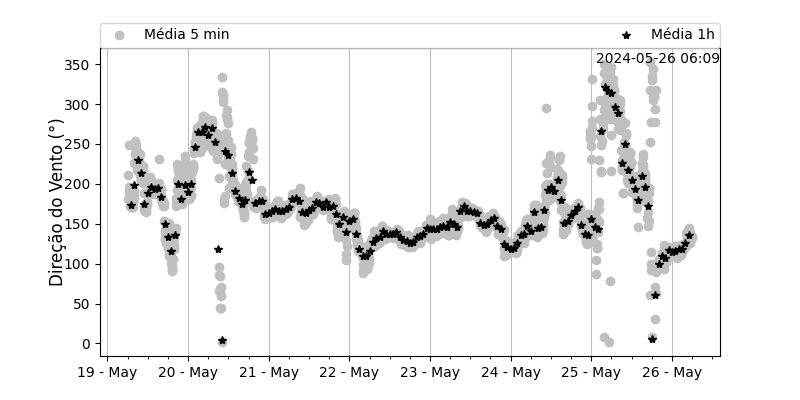 Média 5 min
Média 1h
2024-05-26 06:09
Direção do Vento (°)
350
300
250
200
150
100
50
0
19 - May
20 - May
21 - May
22 - May
23 - May
24 - May
25 - May
26 - May